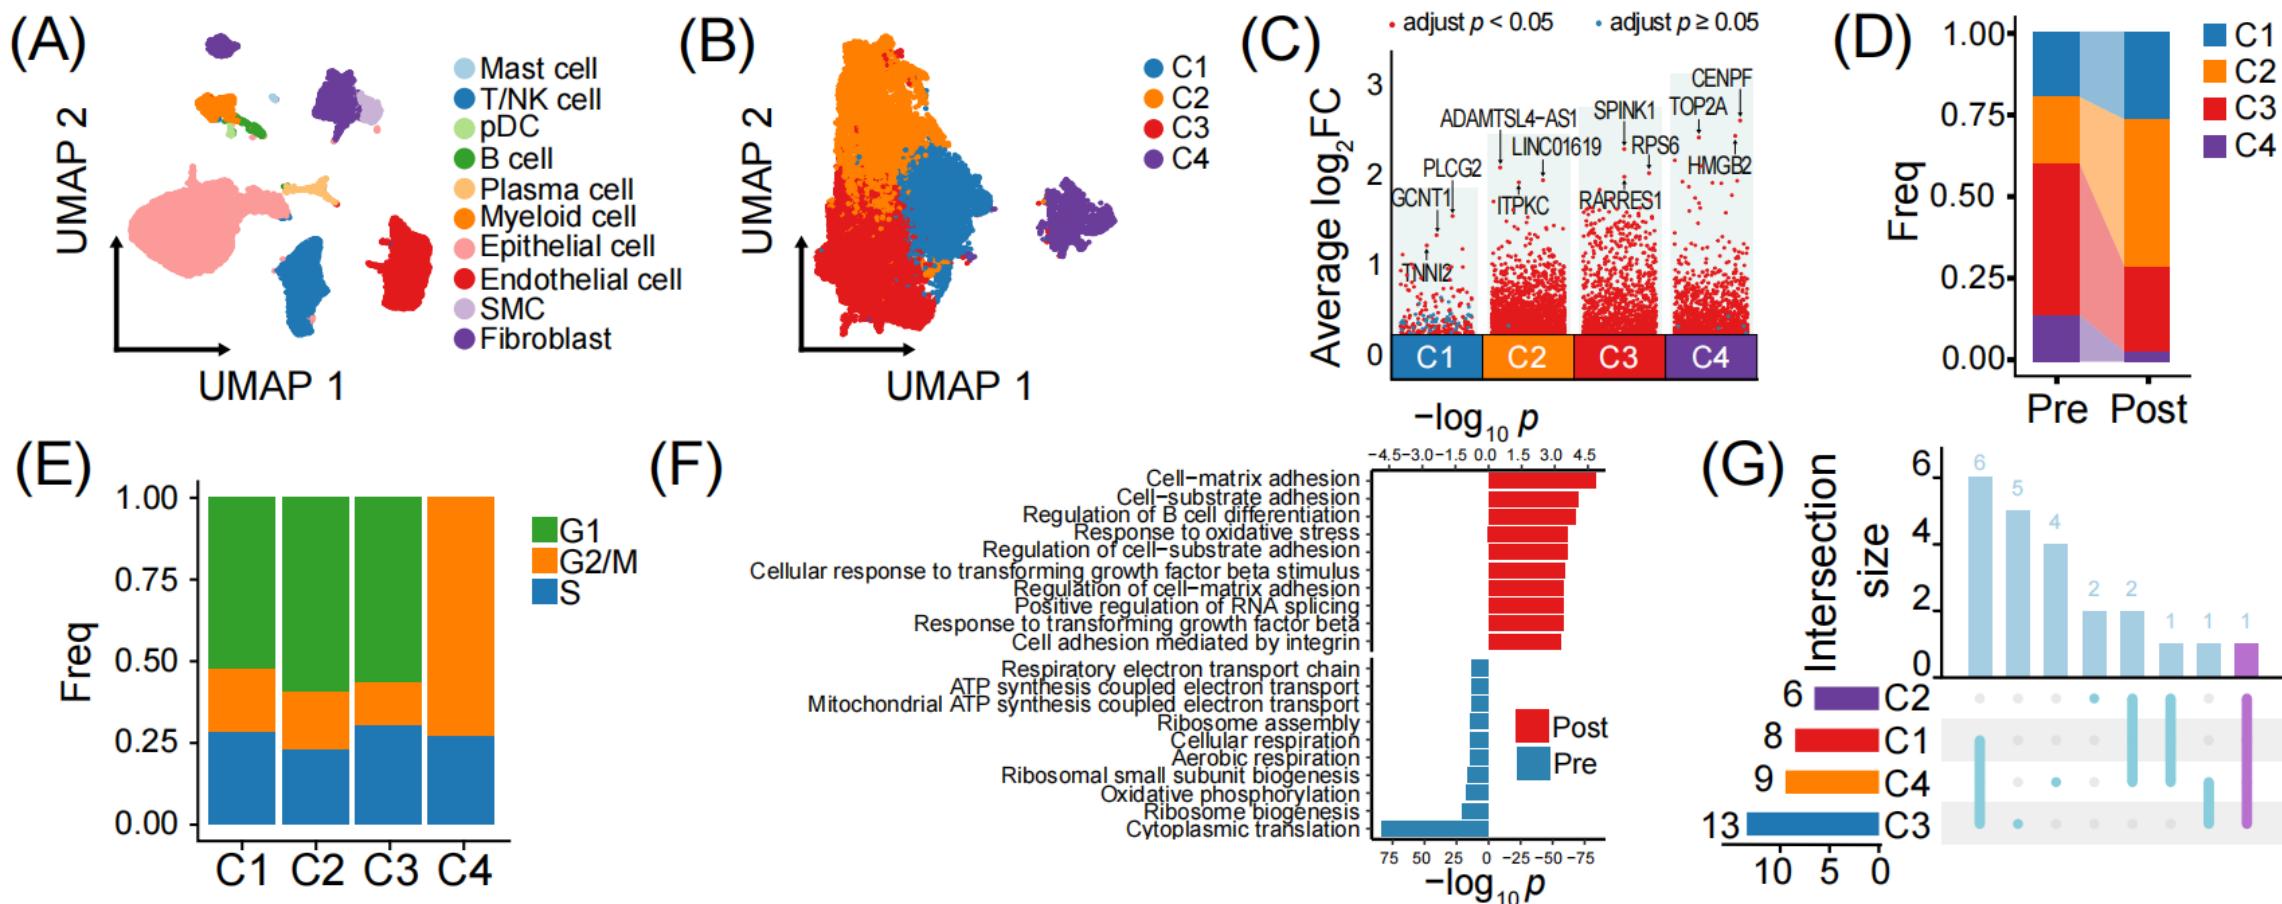 (A)
UMAP 2
UMAP 1
Mast cell
T/NK cell
pDC
B cell
Plasma cell
Myeloid cell
Epithelial cell
Endothelial cell
SMC
Fibroblast
(B)
UMAP 2
UMAP 1
C1
C2
C3
C4
(C)
adjust p < 0.05
adjust p ≥ 0.05
Average log2FC
3
2
1
0
GCNT1
PLCG2
TNNI2
ADAMTSL4−AS1
LINC01619
ITPKC
SPINK1
RPS6
RARRES1
CENPF
TOP2A
HMGB2
C1
C2
C3
C4
(D)
Freq
1.00
0.75
0.50
0.25
0.00
Pre
Post
C1
C2
C3
C4
(E)
Freq
1.00
0.75
0.50
0.25
0.00
C1
C2
C3
C4
G1
G2/M
S
(F)
−log10 p
−4.5 −3.0 −1.5 0.0 1.5 3.0 4.5
Cell−matrix adhesion
Cell−substrate adhesion
Regulation of B cell differentiation
Response to oxidative stress
Regulation of cell−substrate adhesion
Cellular response to transforming growth factor beta stimulus
Regulation of cell−matrix adhesion
Positive regulation of RNA splicing
Response to transforming growth factor beta
Cell adhesion mediated by integrin
Respiratory electron transport chain
ATP synthesis coupled electron transport
Mitochondrial ATP synthesis coupled electron transport
Ribosome assembly
Cellular respiration
Aerobic respiration
Ribosomal small subunit biogenesis
Oxidative phosphorylation
Ribosome biogenesis
Cytoplasmic translation
Post
Pre
75 50 25 0 −25 −50 −75
−log10 p
(G)
Intersection
size
6
4
2
0
6
5
4
2
2
1
1
1
6 C2
8 C1
9 C4
13 C3
10 5 0